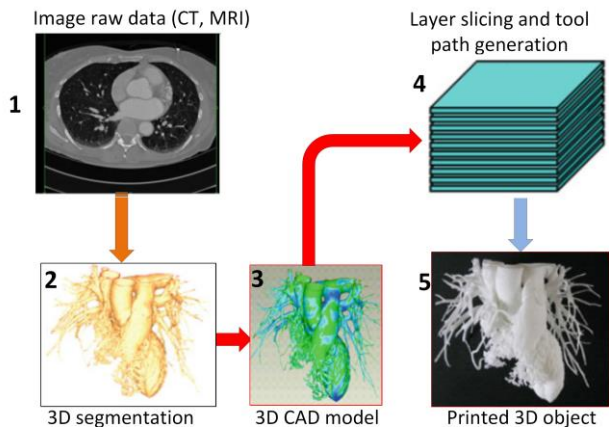 Image raw data (CT, MRI)
1
2
3D segmentation
3
3D CAD model
Layer slicing and tool
path generation
4
5
Printed 3D object